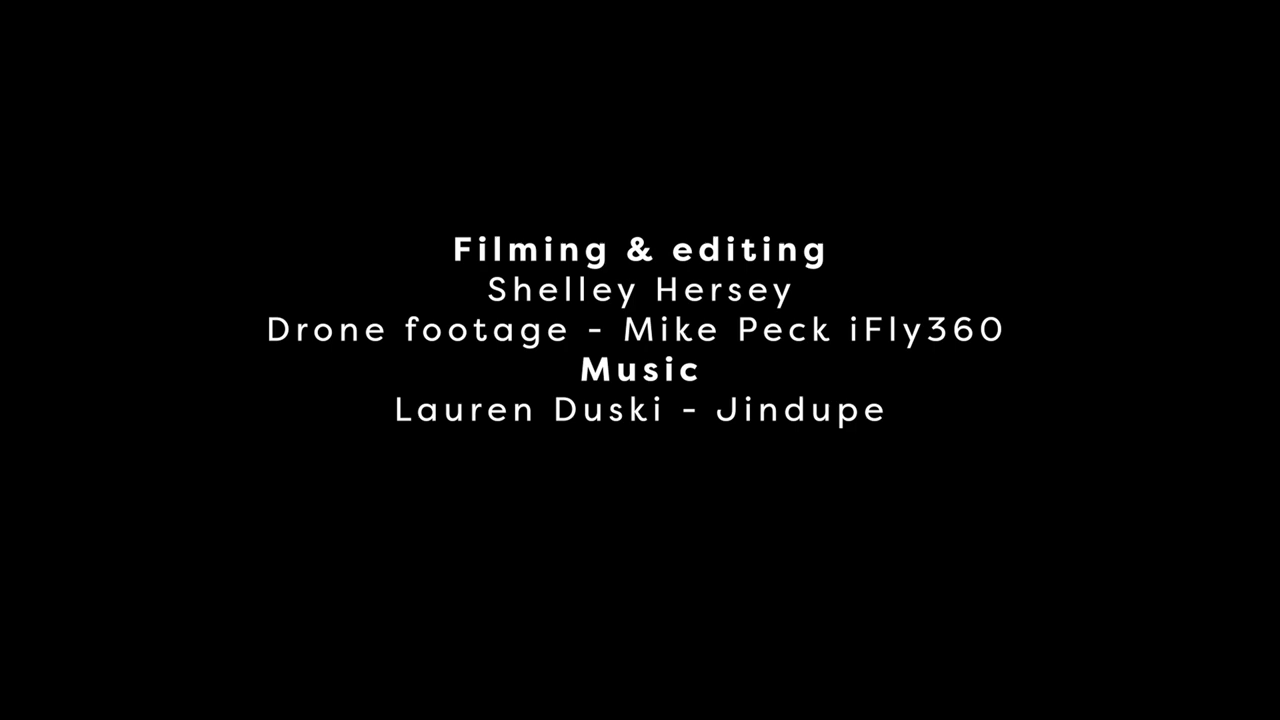 Filming & editing
Shelley Hersey
Drone footage - Mike Peck iFly360
Music
Lauren Duski - Jindupe